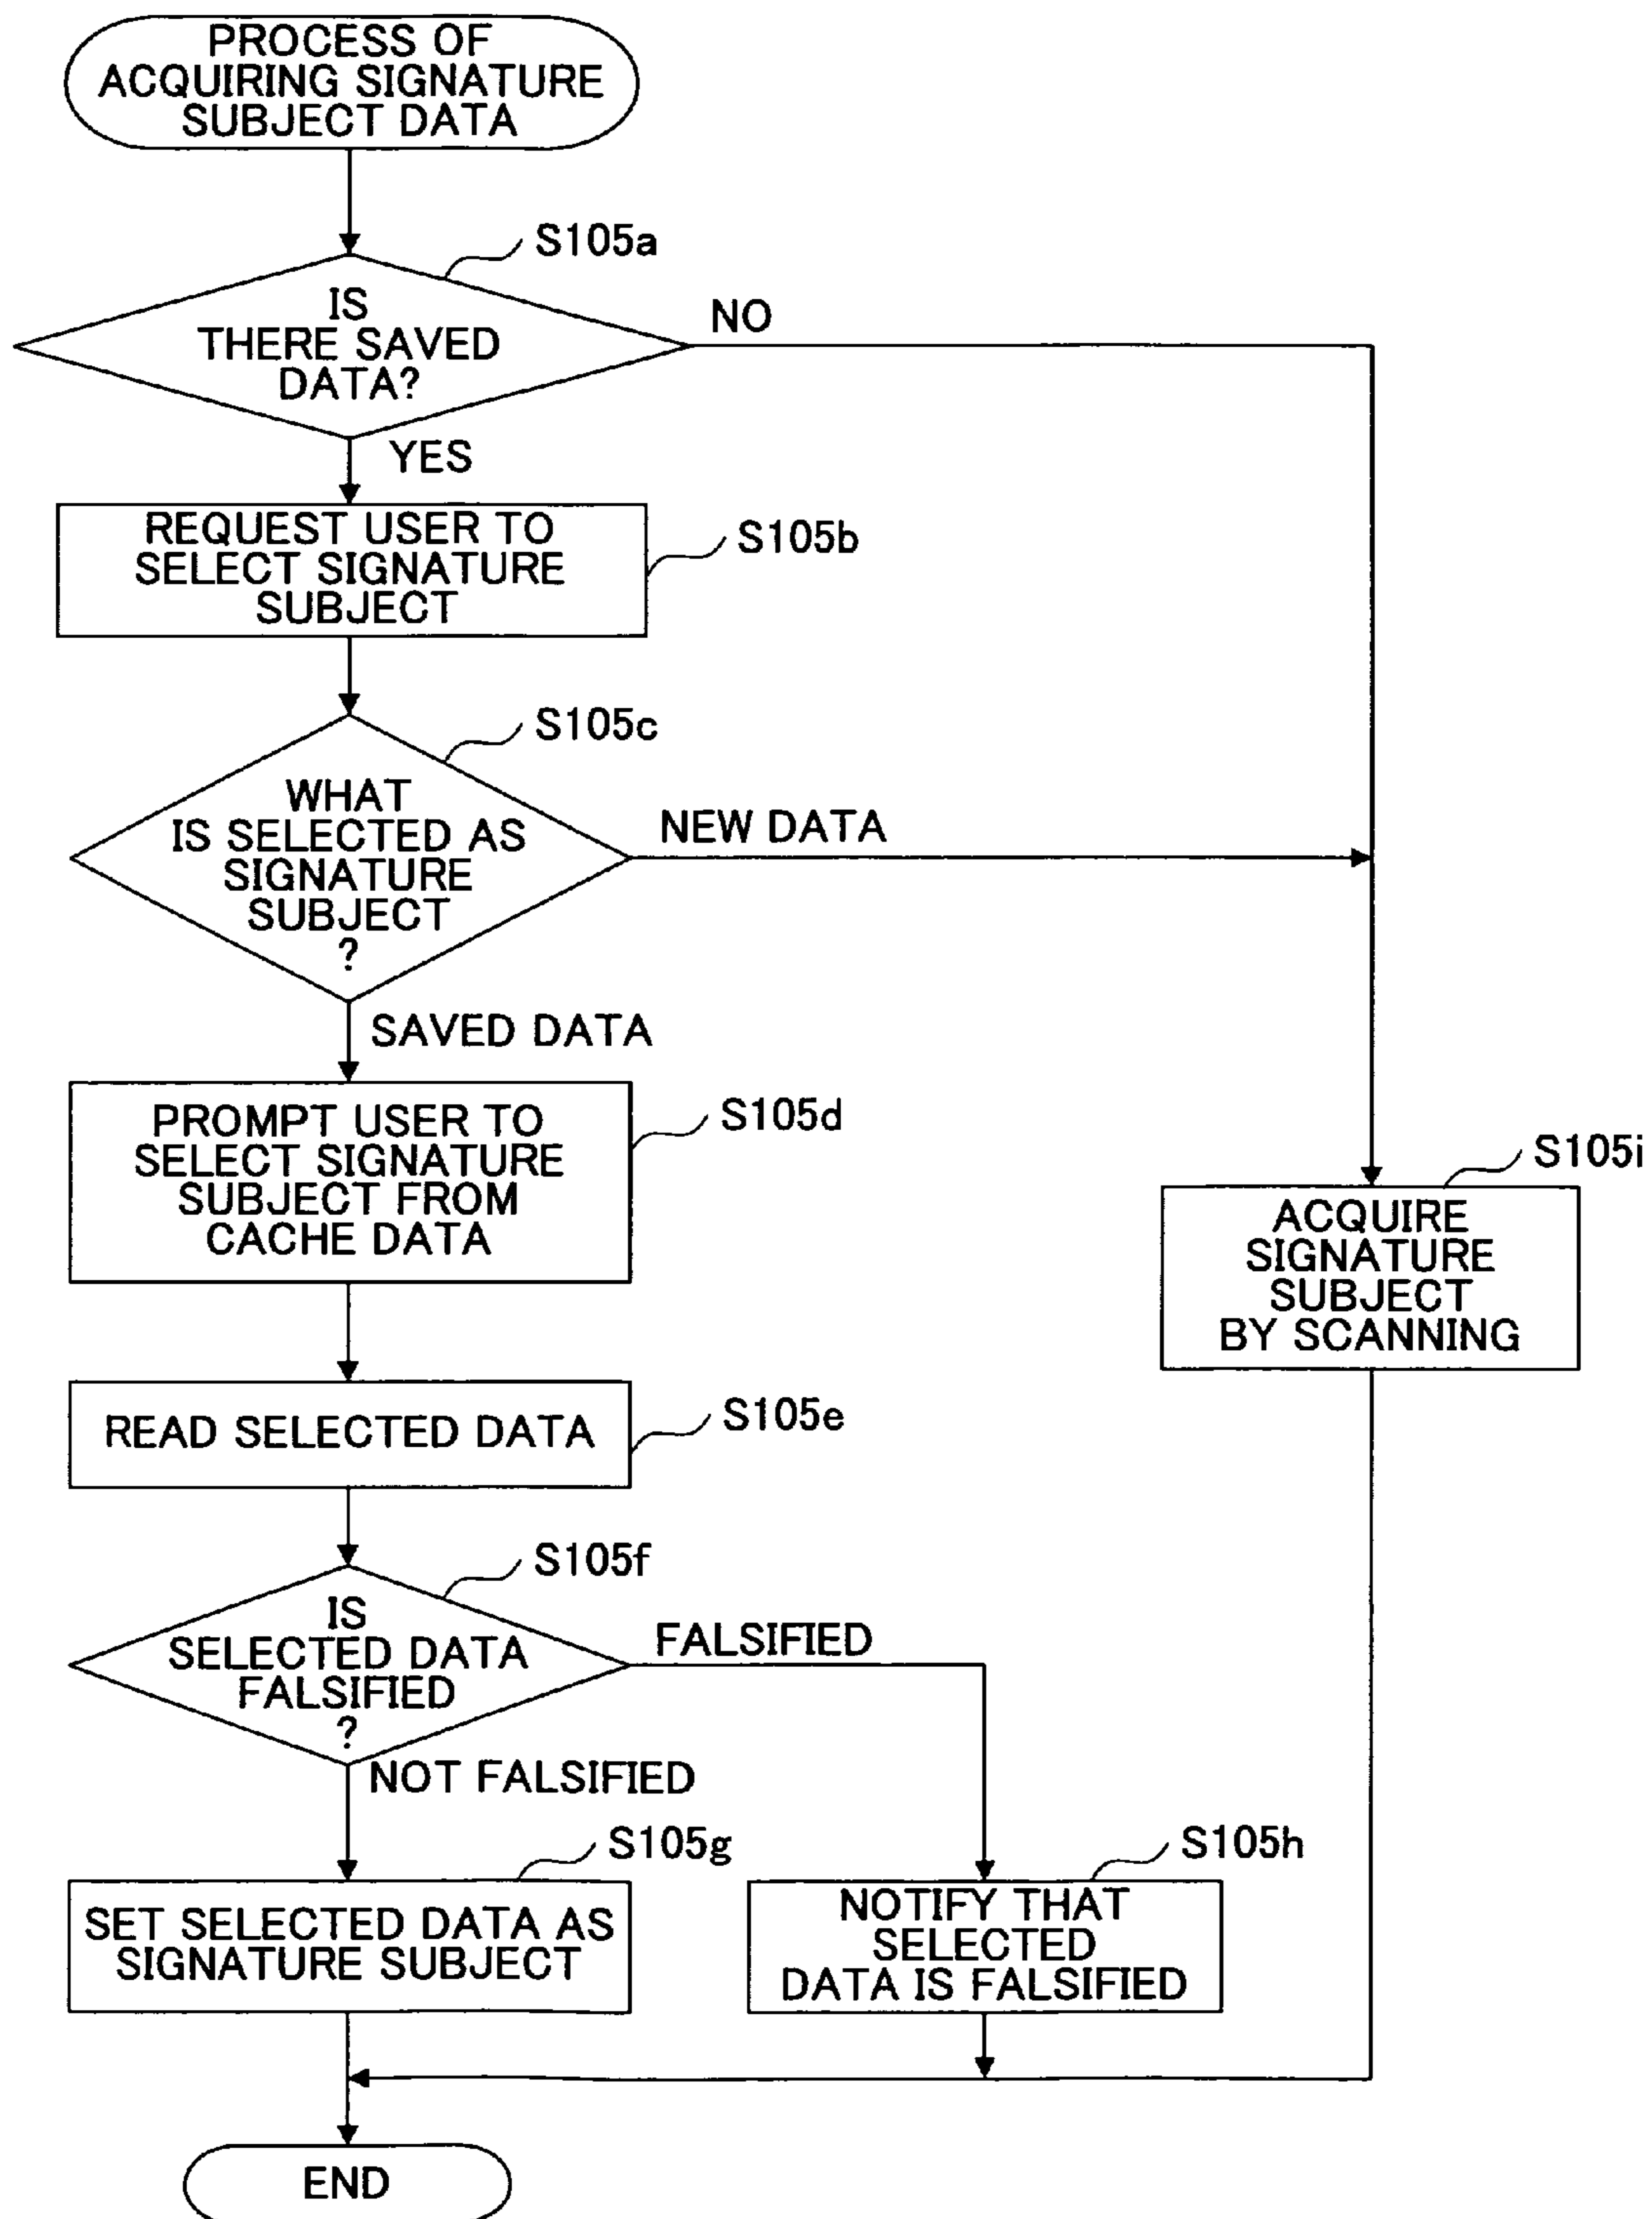 PROCESS OF
ACQUIRING SIGNATURE
SUBJECT DATA
S105a
IS
THERE SAVED
DATA?
NO
YES
REQUEST USER TO
SELECT SIGNATURE
SUBJECT
S105b
S105c
WHAT
IS SELECTED AS
SIGNATURE
SUBJECT
?
NEW DATA
SAVED DATA
PROMPT USER TO
SELECT SIGNATURE
SUBJECT FROM
CACHE DATA
S105d
S105i
ACQUIRE
SIGNATURE
SUBJECT
BY SCANNING
READ SELECTED DATA
S105e
S105f
IS
SELECTED DATA
FALSIFIED
?
FALSIFIED
NOT FALSIFIED
S105g
SET SELECTED DATA AS
SIGNATURE SUBJECT
S105h
NOTIFY THAT
SELECTED
DATA IS FALSIFIED
END